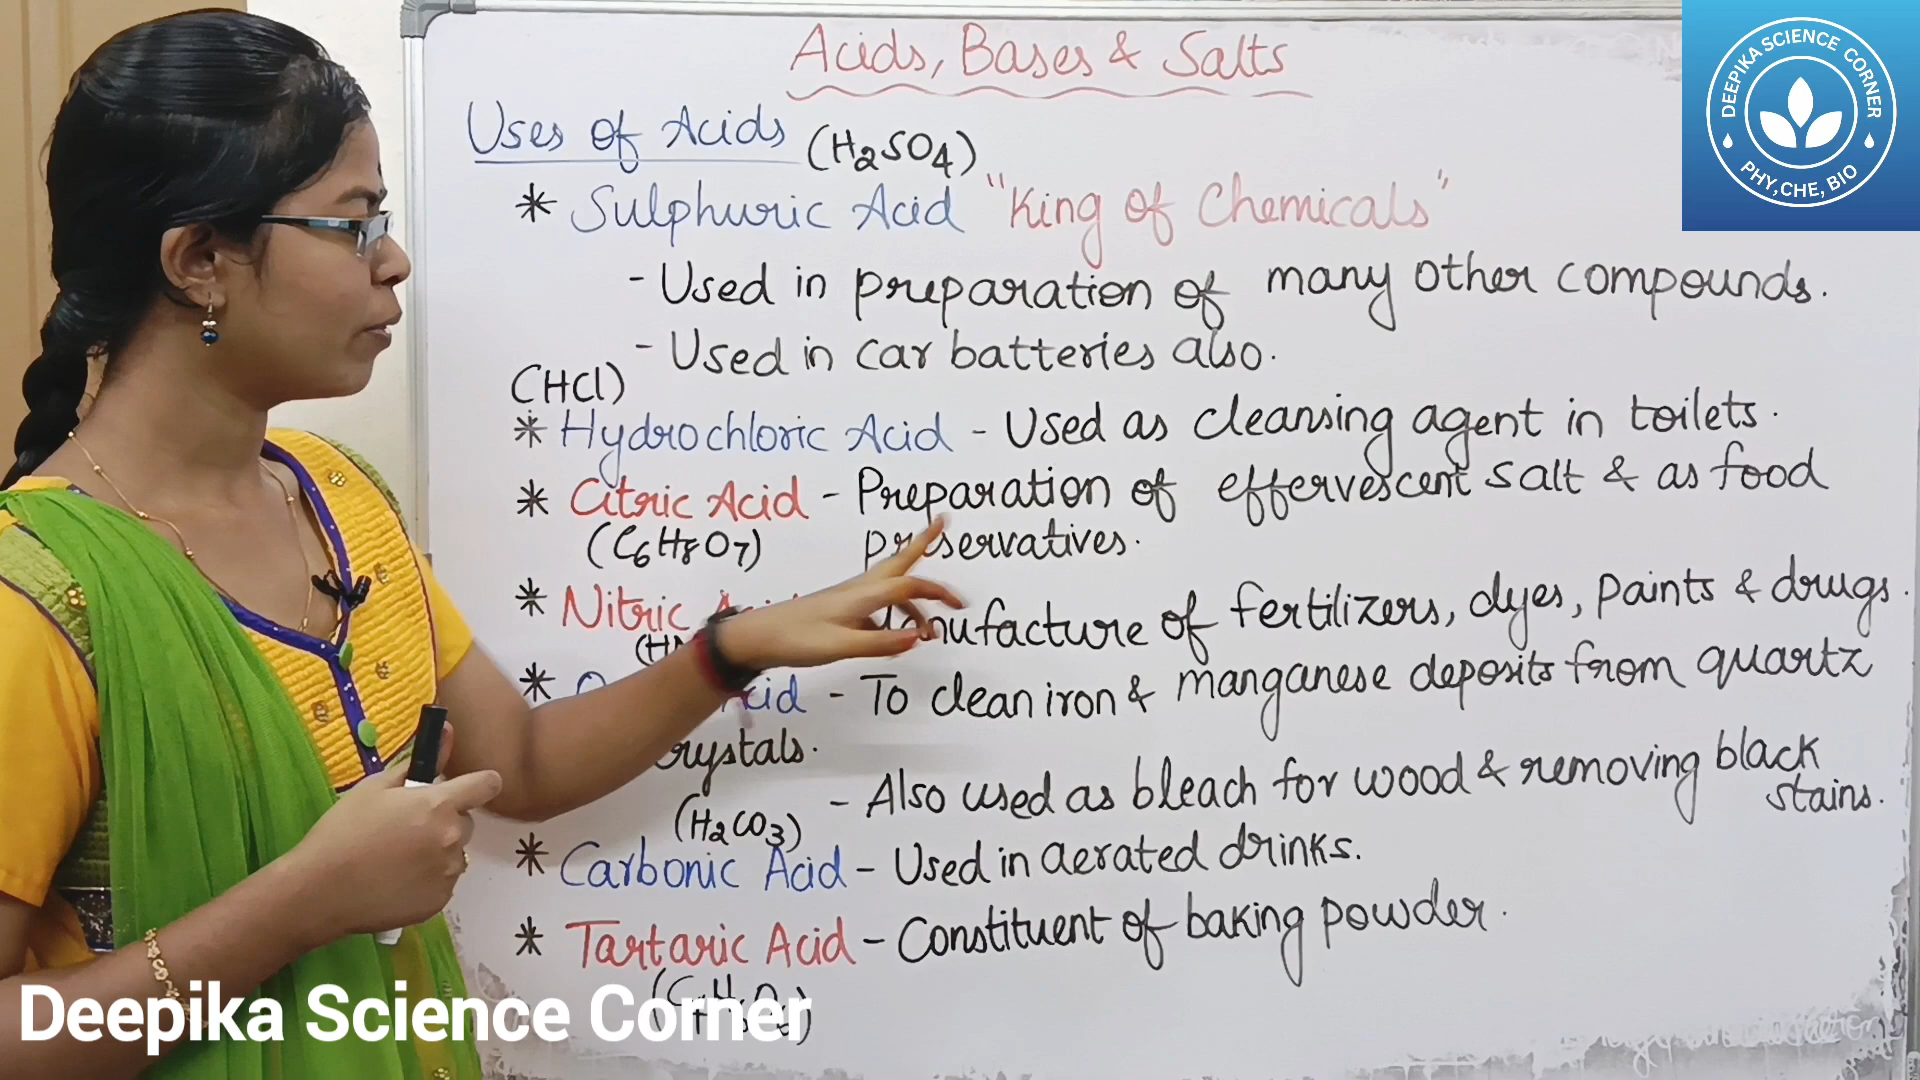 Acids, Bases & Salts
DEEPIKA SCIENCE CORNER
PHY, CHE, BIO
Uses of Acids (H2SO4)
* Sulphuric Acid "King of Chemicals"
- Used in preparation of many other compounds.
- Used in car batteries also.
(HCl)
* Hydrochloric Acid - Used as cleansing agent in toilets.
* Citric Acid - Preparation of effervescent salt & as food
(C6H8O7) preservatives.
* Nitric of fertilizers, dyes, paints & drugs.
* - To clean iron & manganese deposits from quartz
crystals.
- Also used as bleach for wood & removing black
stains.
(H2CO3)
* Carbonic Acid - Used in aerated drinks.
* Tartaric Acid - Constituent of baking powder.
Deepika Science Corner